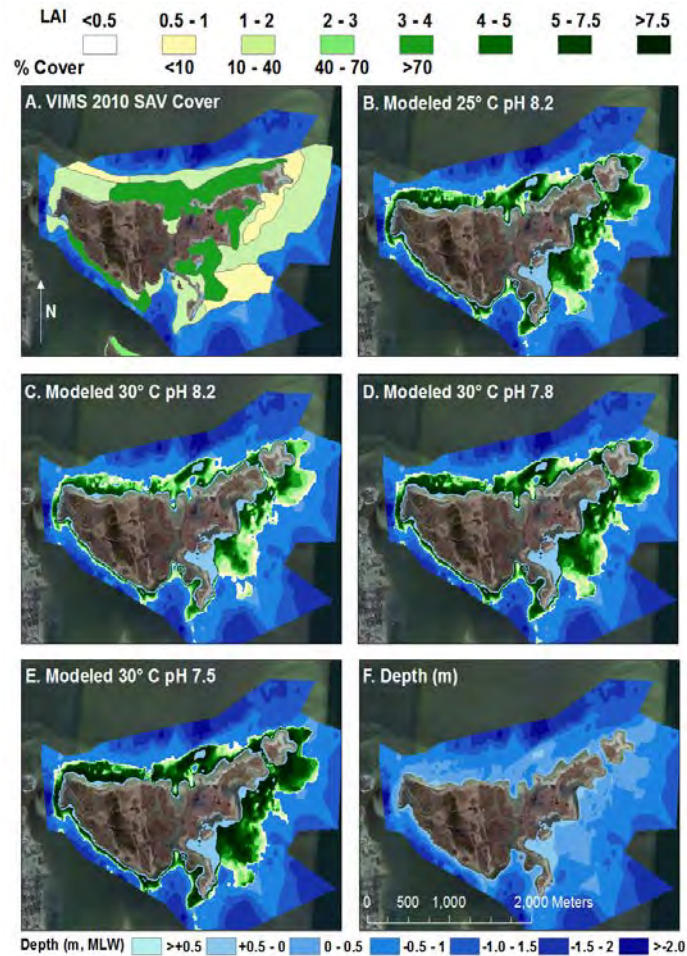 LAI <0.5 0.5 - 1 1 - 2 2 - 3 3 - 4 4 - 5 5 - 7.5 >7.5
% Cover <10 10 - 40 40 - 70 >70
A. VIMS 2010 SAV Cover
B. Modeled 25° C pH 8.2
N
C. Modeled 30° C pH 8.2
D. Modeled 30° C pH 7.8
E. Modeled 30° C pH 7.5
F. Depth (m)
0 500 1,000 2,000 Meters
Depth (m, MLW) >+0.5 +0.5 - 0 0 - 0.5 -0.5 - 1 -1.0 - 1.5 -1.5 - 2 >-2.0